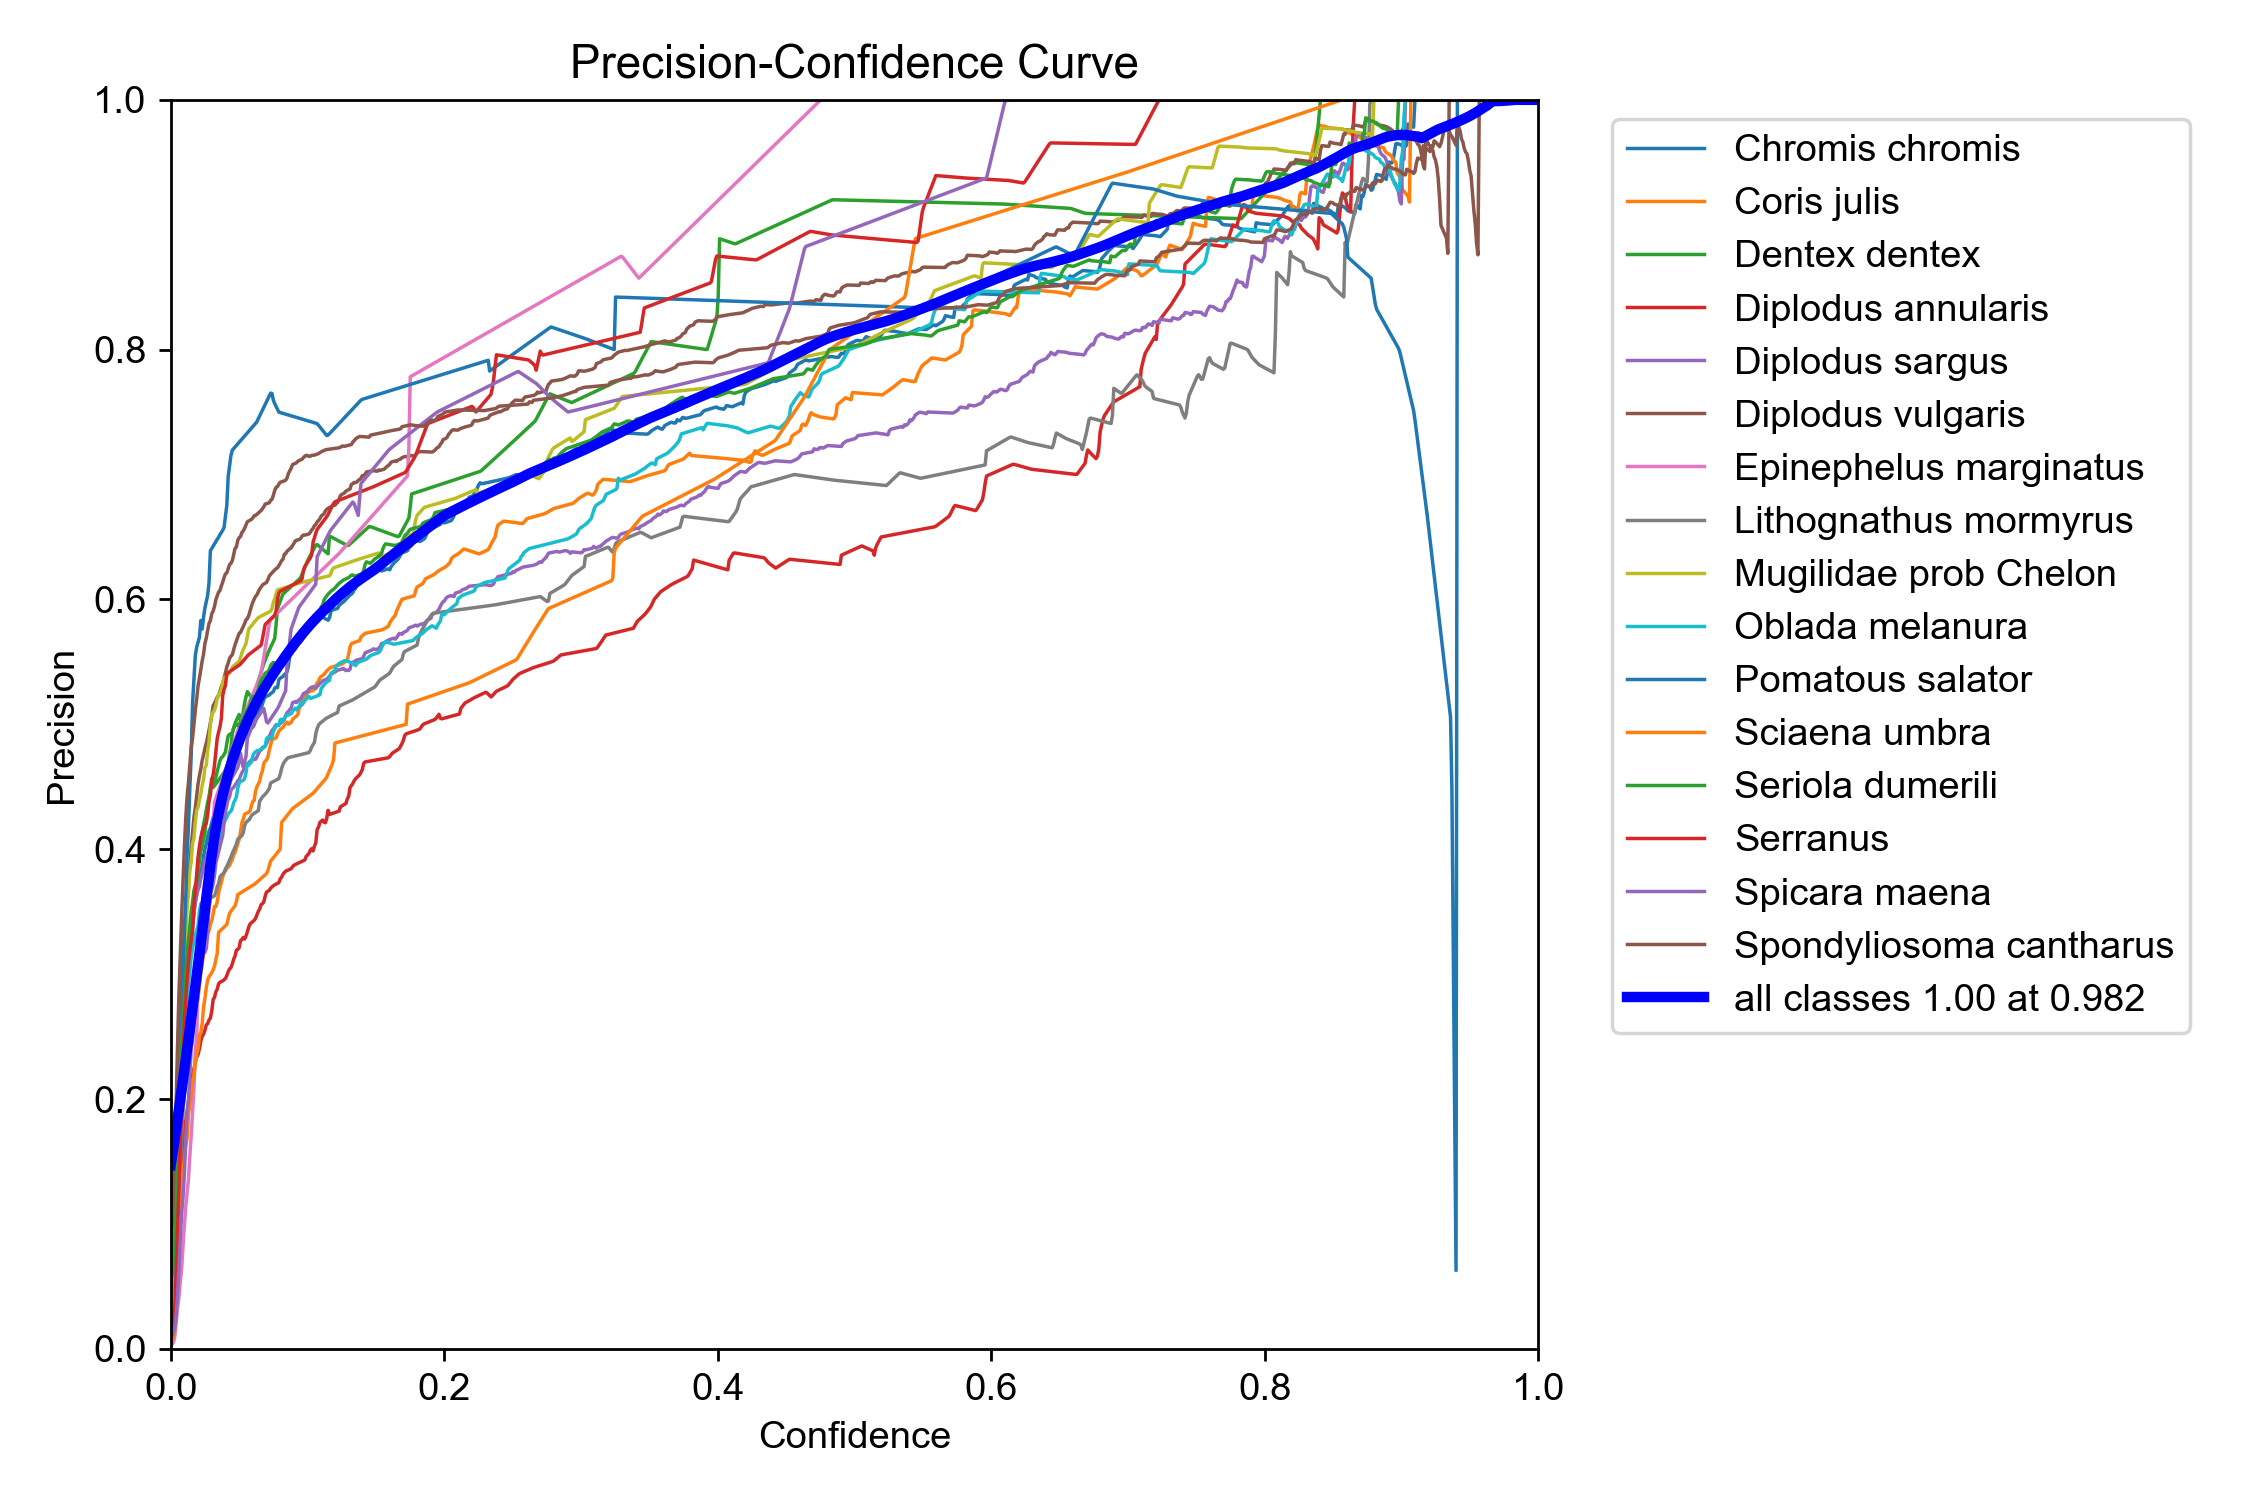 Precision-Confidence Curve
1.0
0.8
0.6
0.4
0.2
0.0
Precision
0.0 0.2 0.4 0.6 0.8 1.0
Confidence
Chromis chromis
Coris julis
Dentex dentex
Diplodus annularis
Diplodus sargus
Diplodus vulgaris
Epinephelus marginatus
Lithognathus mormyrus
Mugilidae prob Chelon
Oblada melanura
Pomatous salator
Sciaena umbra
Seriola dumerili
Serranus
Spicara maena
Spondyliosoma cantharus
all classes 1.00 at 0.982